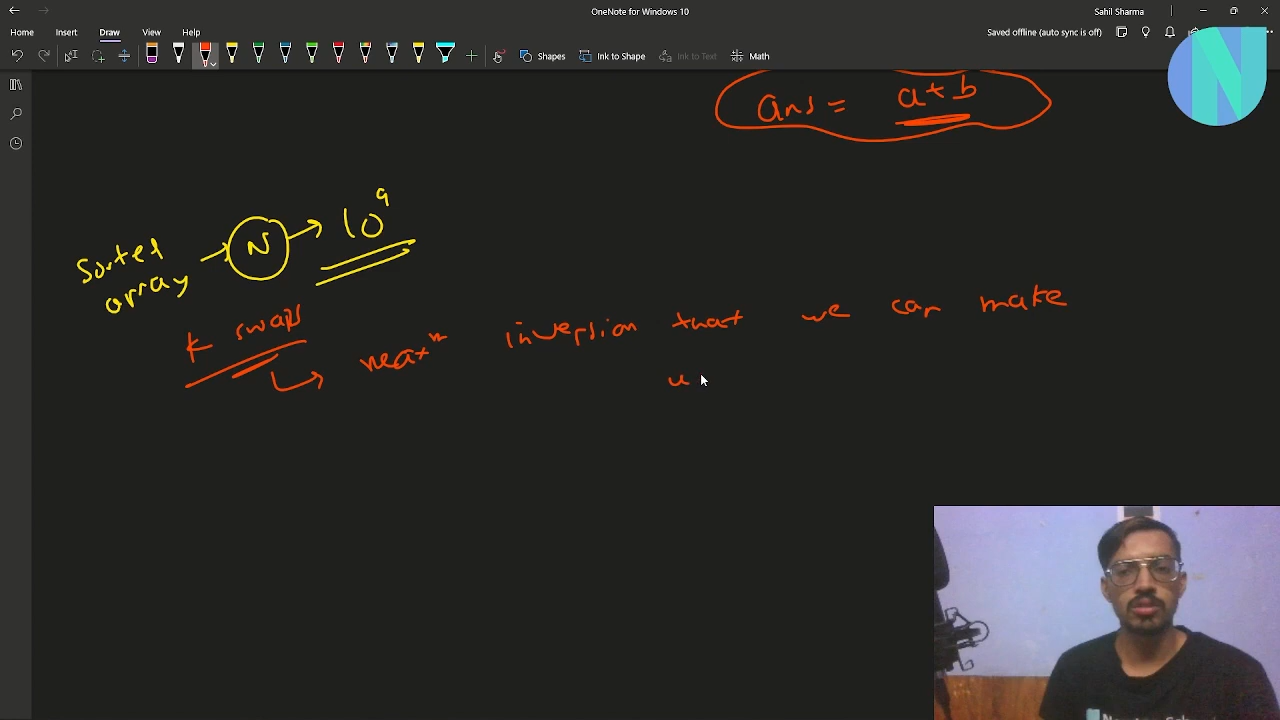 OneNote for Windows 10
Sahil Sharma
Home Insert Draw View Help
Saved offline (auto sync is off)
Shapes Ink to Shape Ink to Text Math
ans = a+b
N
Sorted array → N → 10^9
K swaps
inversion that we can make
u